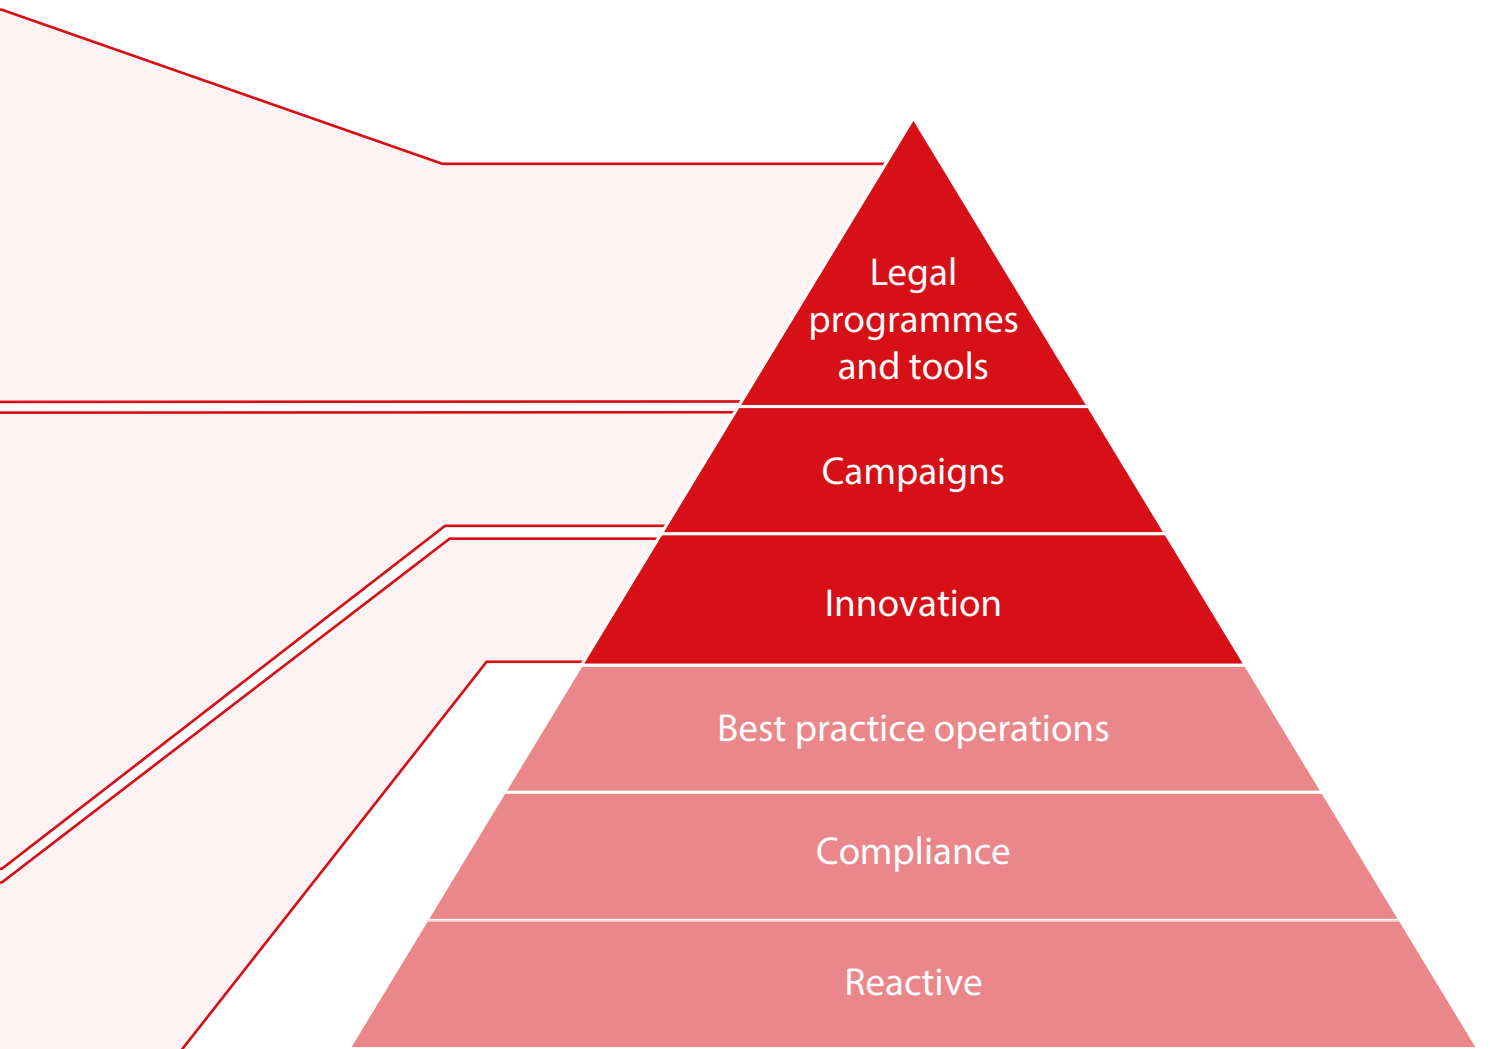 Legal
programmes
and tools
Campaigns
Innovation
Best practice operations
Compliance
Reactive